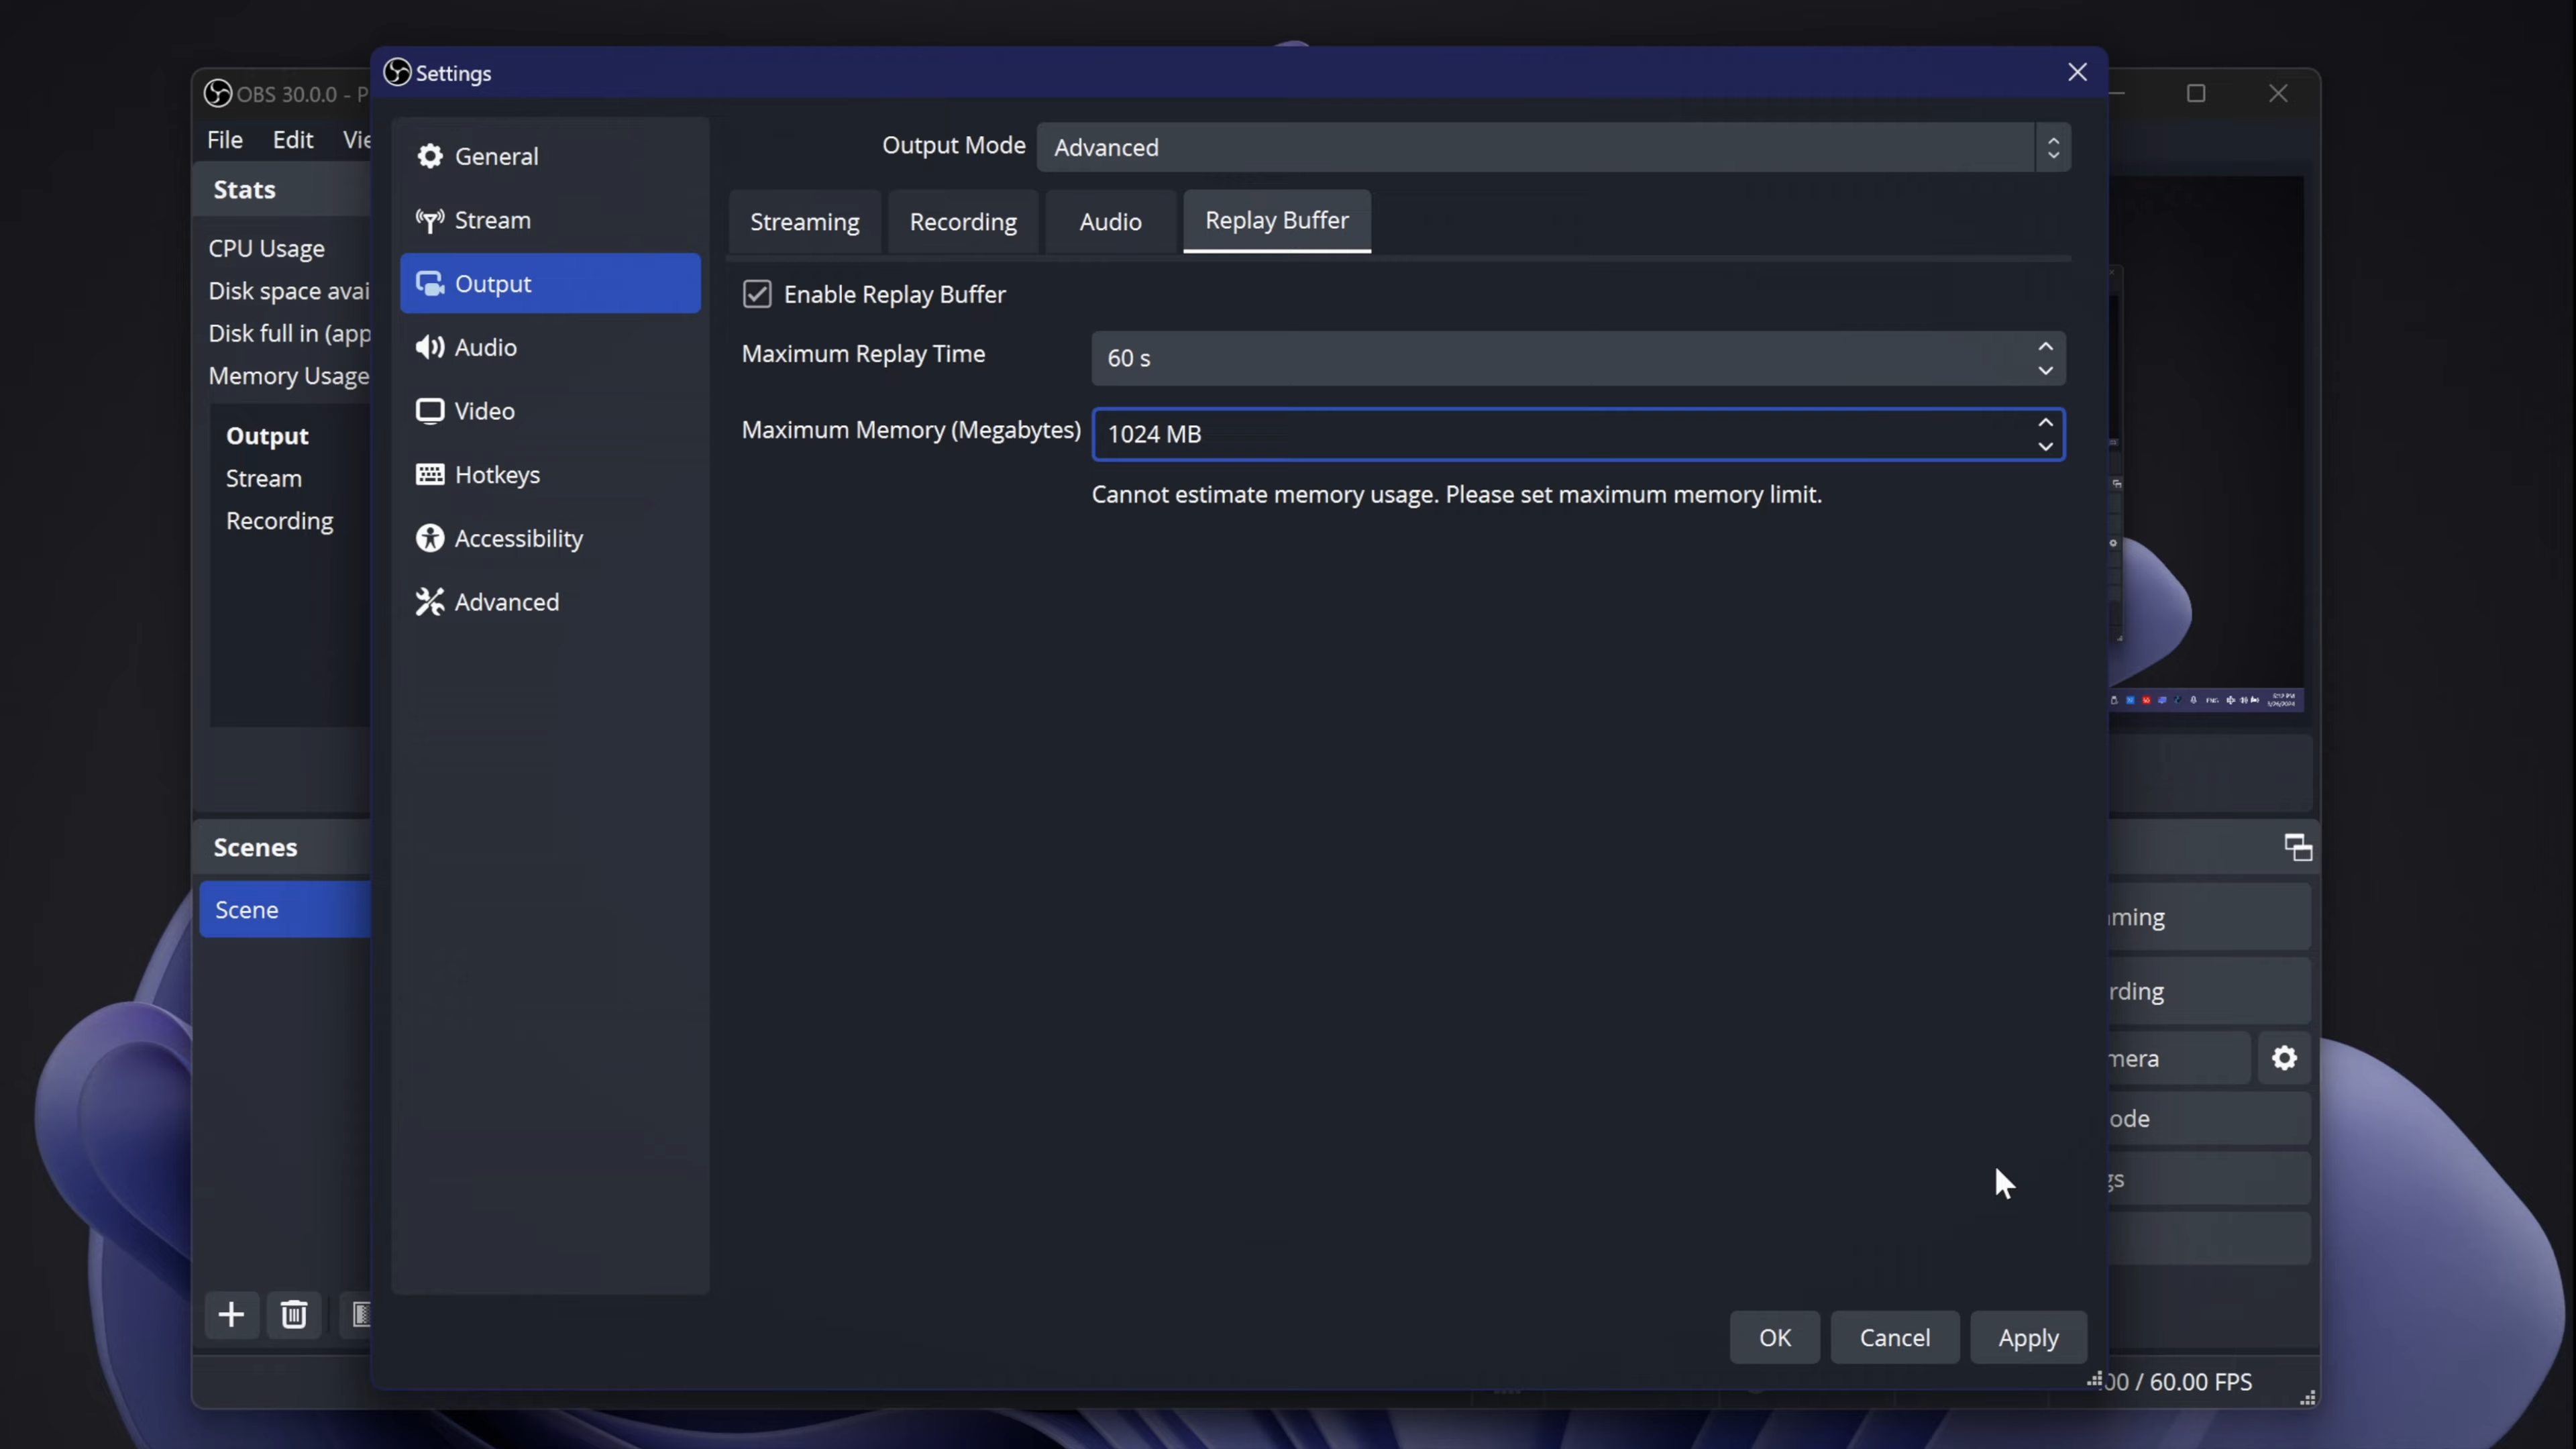 Settings
OBS 30.0.0 - P
File Edit Vie
Stats
CPU Usage
Disk space avai
Disk full in (app
Memory Usage
Output
Stream
Recording
Scenes
Scene
General
Stream
Output
Audio
Video
Hotkeys
Accessibility
Advanced
Output Mode Advanced
Streaming Recording Audio Replay Buffer
Enable Replay Buffer
Maximum Replay Time 60 s
Maximum Memory (Megabytes) 1024 MB
Cannot estimate memory usage. Please set maximum memory limit.
OK Cancel Apply
ming
rding
mera
ode
gs
00 / 60.00 FPS